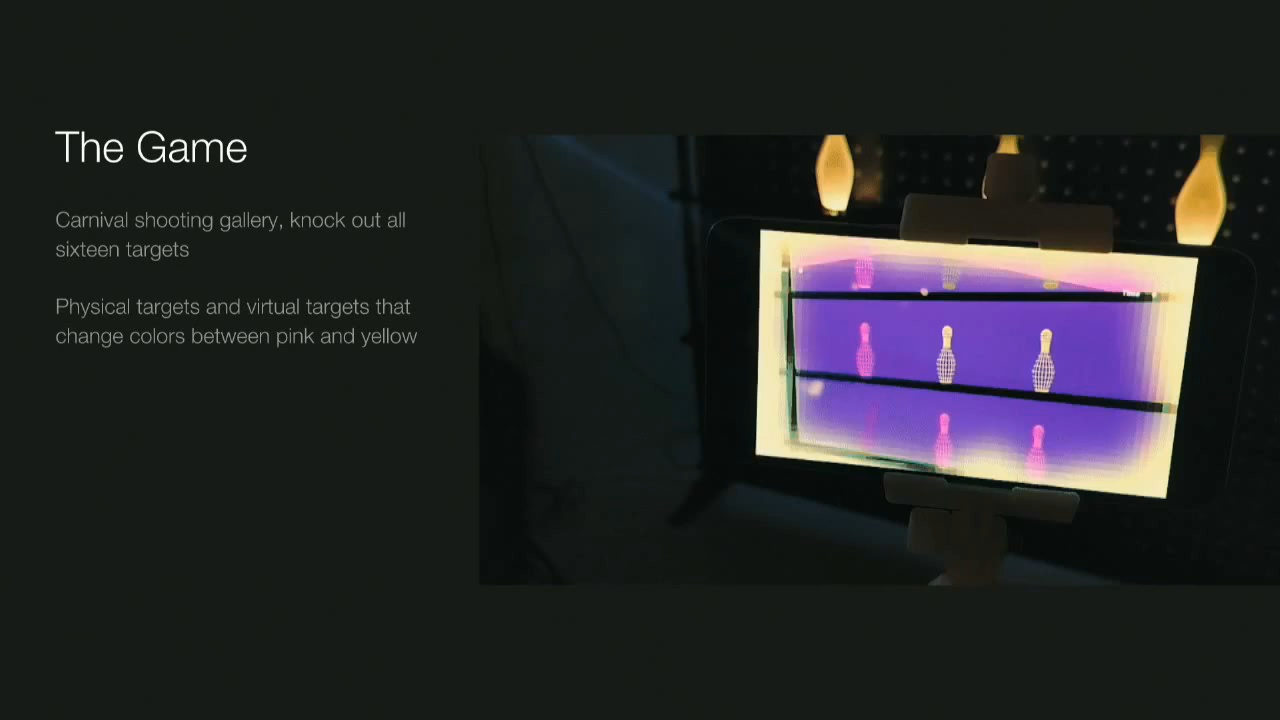 The Game
Carnival shooting gallery, knock out all
sixteen targets
Physical targets and virtual targets that
change colors between pink and yellow